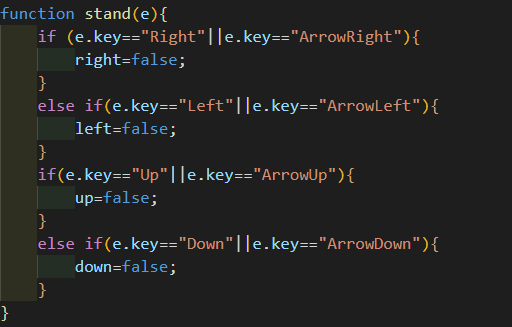 function stand(e){
    if (e.key=="Right"||e.key=="ArrowRight"){
        right=false;
    }
    else if(e.key=="Left"||e.key=="ArrowLeft"){
        left=false;
    }
    if(e.key=="Up"||e.key=="ArrowUp"){
        up=false;
    }
    else if(e.key=="Down"||e.key=="ArrowDown"){
        down=false;
    }
}